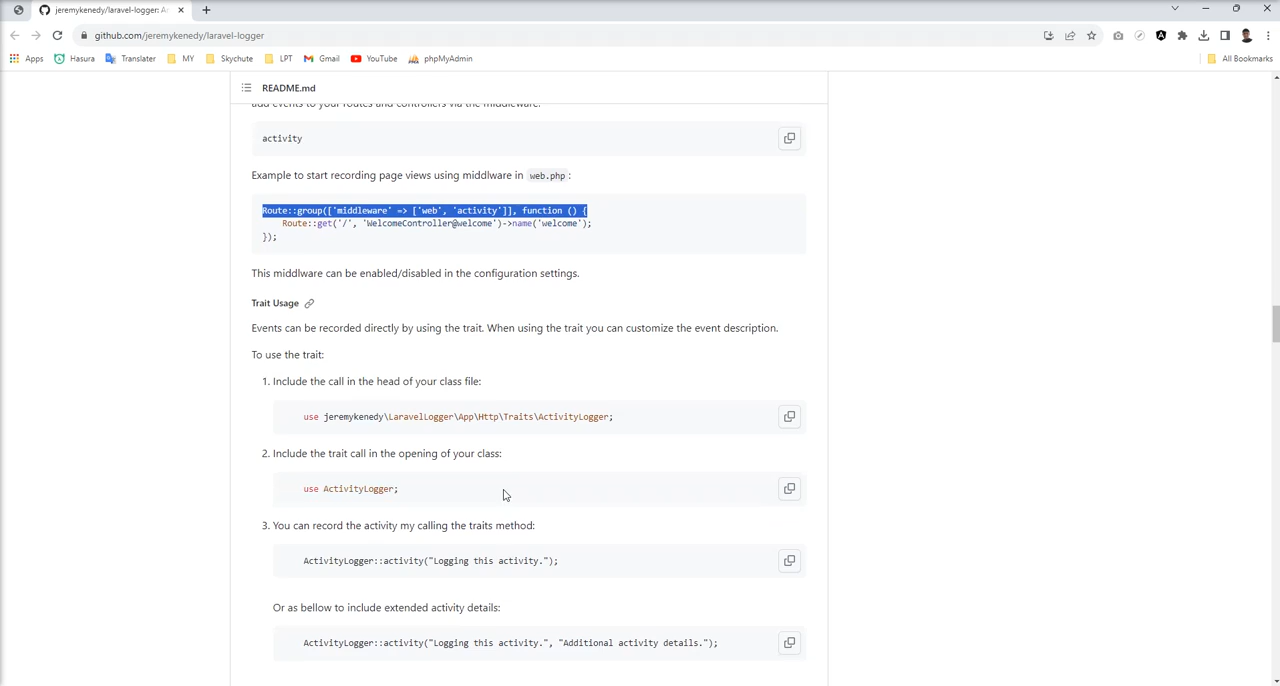 jeremykenedy/laravel-logger: A
github.com/jeremykenedy/laravel-logger
Apps Hasura Translater MY Skychute LPT Gmail YouTube phpMyAdmin All Bookmarks
README.md
add events to your routes and controllers via the middleware.
activity
Example to start recording page views using middlware in web.php:
Route::group(['middleware' => ['web', 'activity']], function () {
Route::get('/', 'WelcomeController@welcome')->name('welcome');
});
This middlware can be enabled/disabled in the configuration settings.
Trait Usage
Events can be recorded directly by using the trait. When using the trait you can customize the event description.
To use the trait:
1. Include the call in the head of your class file:
use jeremykenedy\LaravelLogger\App\Http\Traits\ActivityLogger;
2. Include the trait call in the opening of your class:
use ActivityLogger;
3. You can record the activity my calling the traits method:
ActivityLogger::activity("Logging this activity.");
Or as bellow to include extended activity details:
ActivityLogger::activity("Logging this activity.", "Additional activity details.");